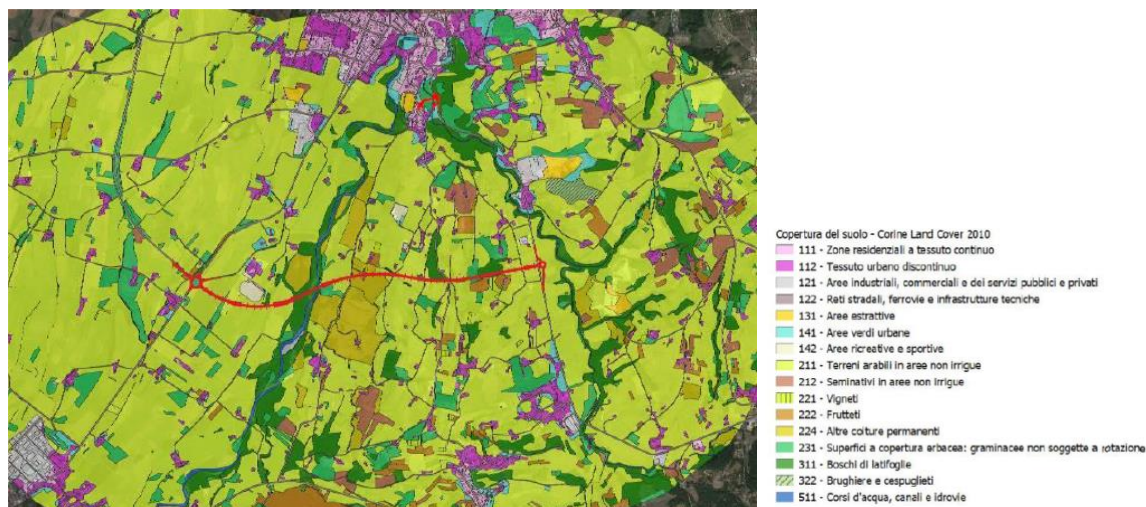 Copertura del suolo - Corine Land Cover 2010
111 - Zone residenziali a tessuto continuo
112 - Tessuto urbano discontinuo
121 - Aree industriali, commerciali e dei servizi pubblici e privati
122 - Reti stradali, ferrovie e infrastrutture tecniche
131 - Aree estrattive
141 - Aree verdi urbane
142 - Aree ricreative e sportive
211 - Terreni arabili in aree non irrigue
212 - Seminativi in aree non irrigue
221 - Vigneti
222 - Frutteti
224 - Altre colture permanenti
231 - Superfici a copertura erbacea: graminacee non soggette a rotazione
311 - Boschi di latifoglie
322 - Brughiere e cespuglieti
511 - Corsi d'acqua, canali e idrovie